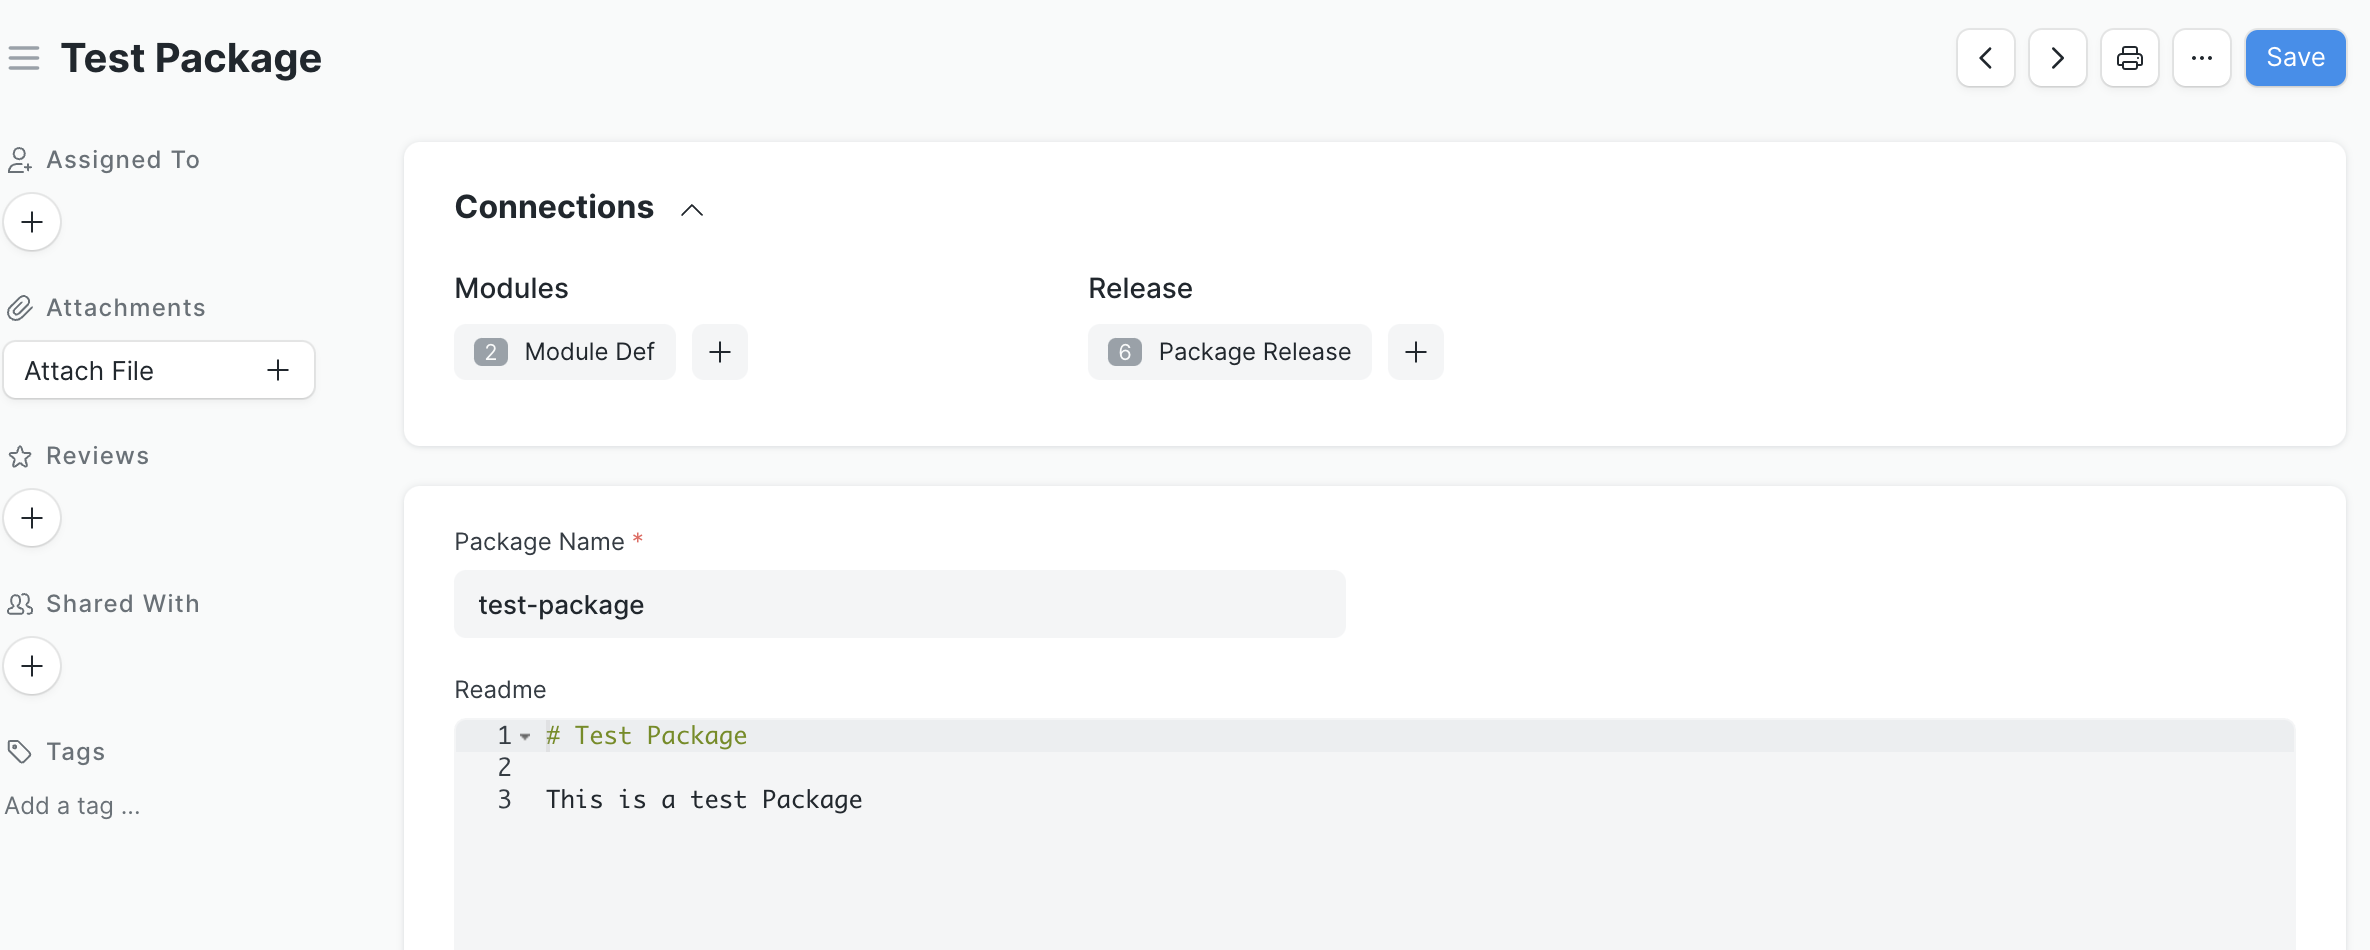 Test Package
Save
Assigned To
Attachments
Attach File
Reviews
Shared With
Tags
Add a tag ...
Connections
Modules
2 Module Def
Release
6 Package Release
Package Name *
test-package
Readme
1 # Test Package
2
3 This is a test Package